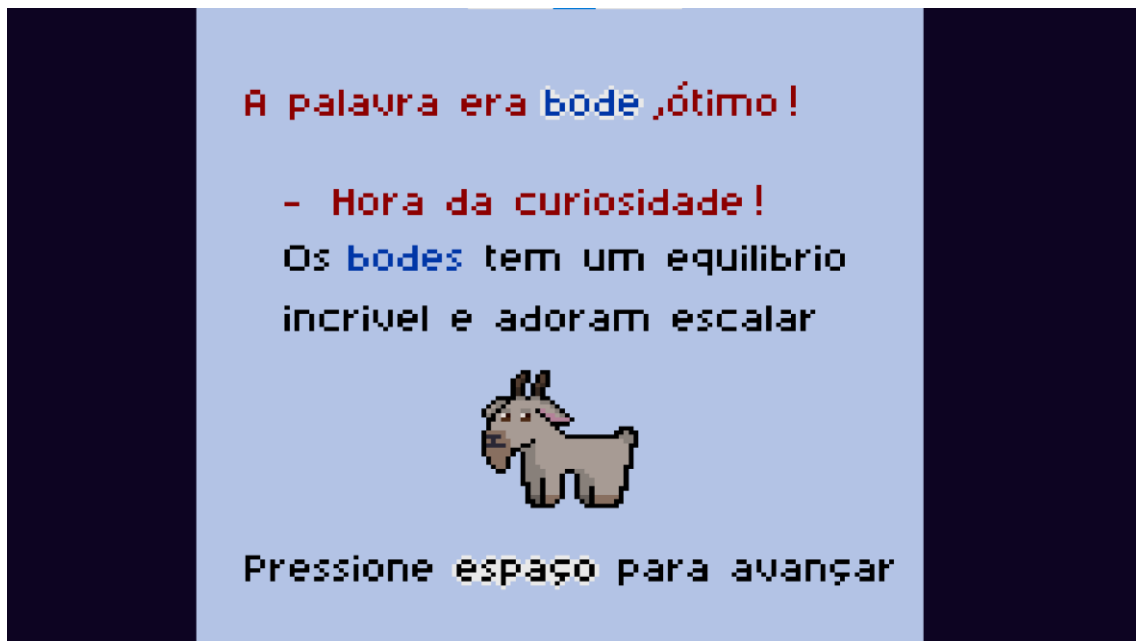 A palavra era bode ,ótimo!
- Hora da curiosidade!
Os bodes tem um equilibrio
incrivel e adoram escalar
Pressione espaço para avançar